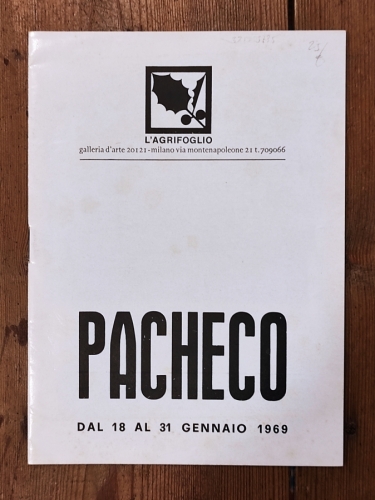 L'AGRIFOGLIO
galleria d'arte 20121 - milano via montenapoleone 21 t. 709066
PACHECO
DAL 18 AL 31 GENNAIO 1969